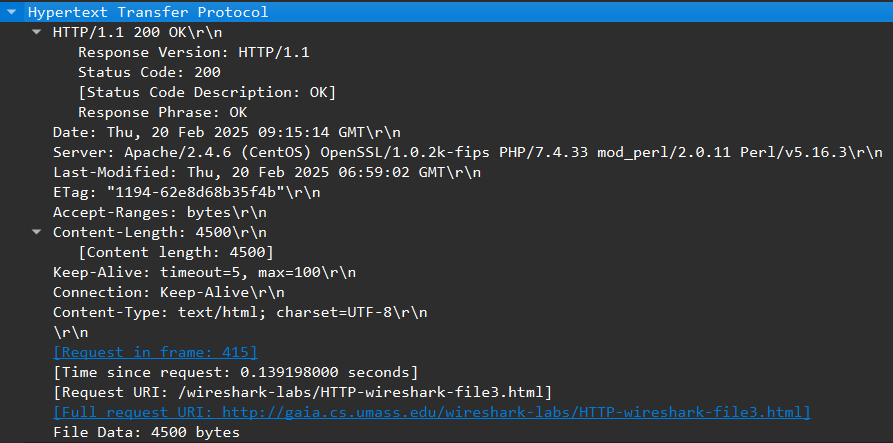 Hypertext Transfer Protocol
HTTP/1.1 200 OK\r\n
Response Version: HTTP/1.1
Status Code: 200
[Status Code Description: OK]
Response Phrase: OK
Date: Thu, 20 Feb 2025 09:15:14 GMT\r\n
Server: Apache/2.4.6 (CentOS) OpenSSL/1.0.2k-fips PHP/7.4.33 mod_perl/2.0.11 Perl/v5.16.3\r\n
Last-Modified: Thu, 20 Feb 2025 06:59:02 GMT\r\n
ETag: "1194-62e8d68b35f4b"\r\n
Accept-Ranges: bytes\r\n
Content-Length: 4500\r\n
[Content length: 4500]
Keep-Alive: timeout=5, max=100\r\n
Connection: Keep-Alive\r\n
Content-Type: text/html; charset=UTF-8\r\n
\r\n
[Request in frame: 415]
[Time since request: 0.139198000 seconds]
[Request URI: /wireshark-labs/HTTP-wireshark-file3.html]
[Full request URI: http://gaia.cs.umass.edu/wireshark-labs/HTTP-wireshark-file3.html]
File Data: 4500 bytes